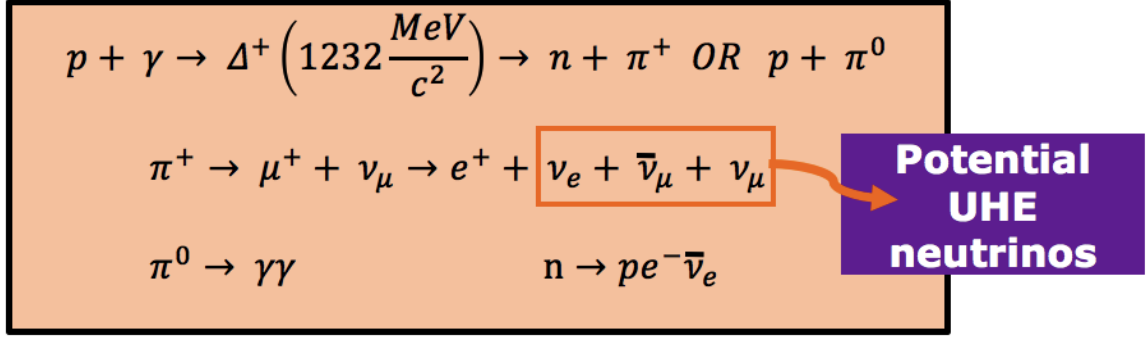 p + γ → Δ⁺ (1232 MeV/c²) → n + π⁺ OR p + π⁰
π⁺ → μ⁺ + ν_μ → e⁺ + ν_e + ν̅_μ + ν_μ
π⁰ → γγ
n → pe⁻ν̅_e
Potential
UHE
neutrinos